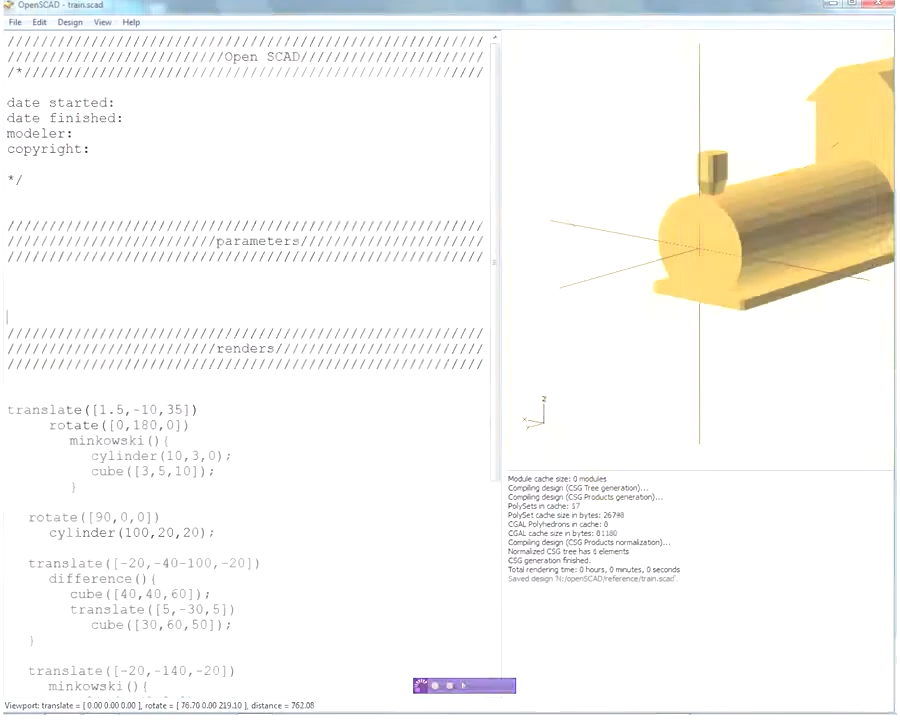 OpenSCAD - train.scad
File Edit Design View Help
////////////////////////////////////////////////////////
/////////////////////////Open SCAD//////////////////////
/*//////////////////////////////////////////////////////
date started:
date finished:
modeler:
copyright:
*/
////////////////////////////////////////////////////////
////////////////////////parameters//////////////////////
////////////////////////////////////////////////////////
////////////////////////////////////////////////////////
////////////////////////renders/////////////////////////
////////////////////////////////////////////////////////
translate([1.5,-10,35])
rotate([0,180,0])
minkowski(){
cylinder(10,3,0);
cube([3,5,10]);
}
rotate([90,0,0])
cylinder(100,20,20);
translate([-20,-40-100,-20])
difference(){
cube([40,40,60]);
translate([5,-30,5])
cube([30,60,50]);
}
translate([-20,-140,-20])
minkowski(){
z
x
y
Module cache size: 0 modules
Compiling design (CSG Tree generation)...
Compiling design (CSG Products generation)...
PolySets in cache: 17
PolySet cache size in bytes: 26748
CGAL Polyhedrons in cache: 8
CGAL cache size in bytes: 81180
Compiling design (CSG Products normalization)...
Normalized CSG tree has 6 elements
CSG generation finished.
Total rendering time: 0 hours, 0 minutes, 0 seconds
Saved design 'N:/openSCAD/reference/train.scad'.
Viewport: translate = [ 0.00 0.00 0.00 ], rotate = [ 76.70 0.00 219.10 ], distance = 762.08